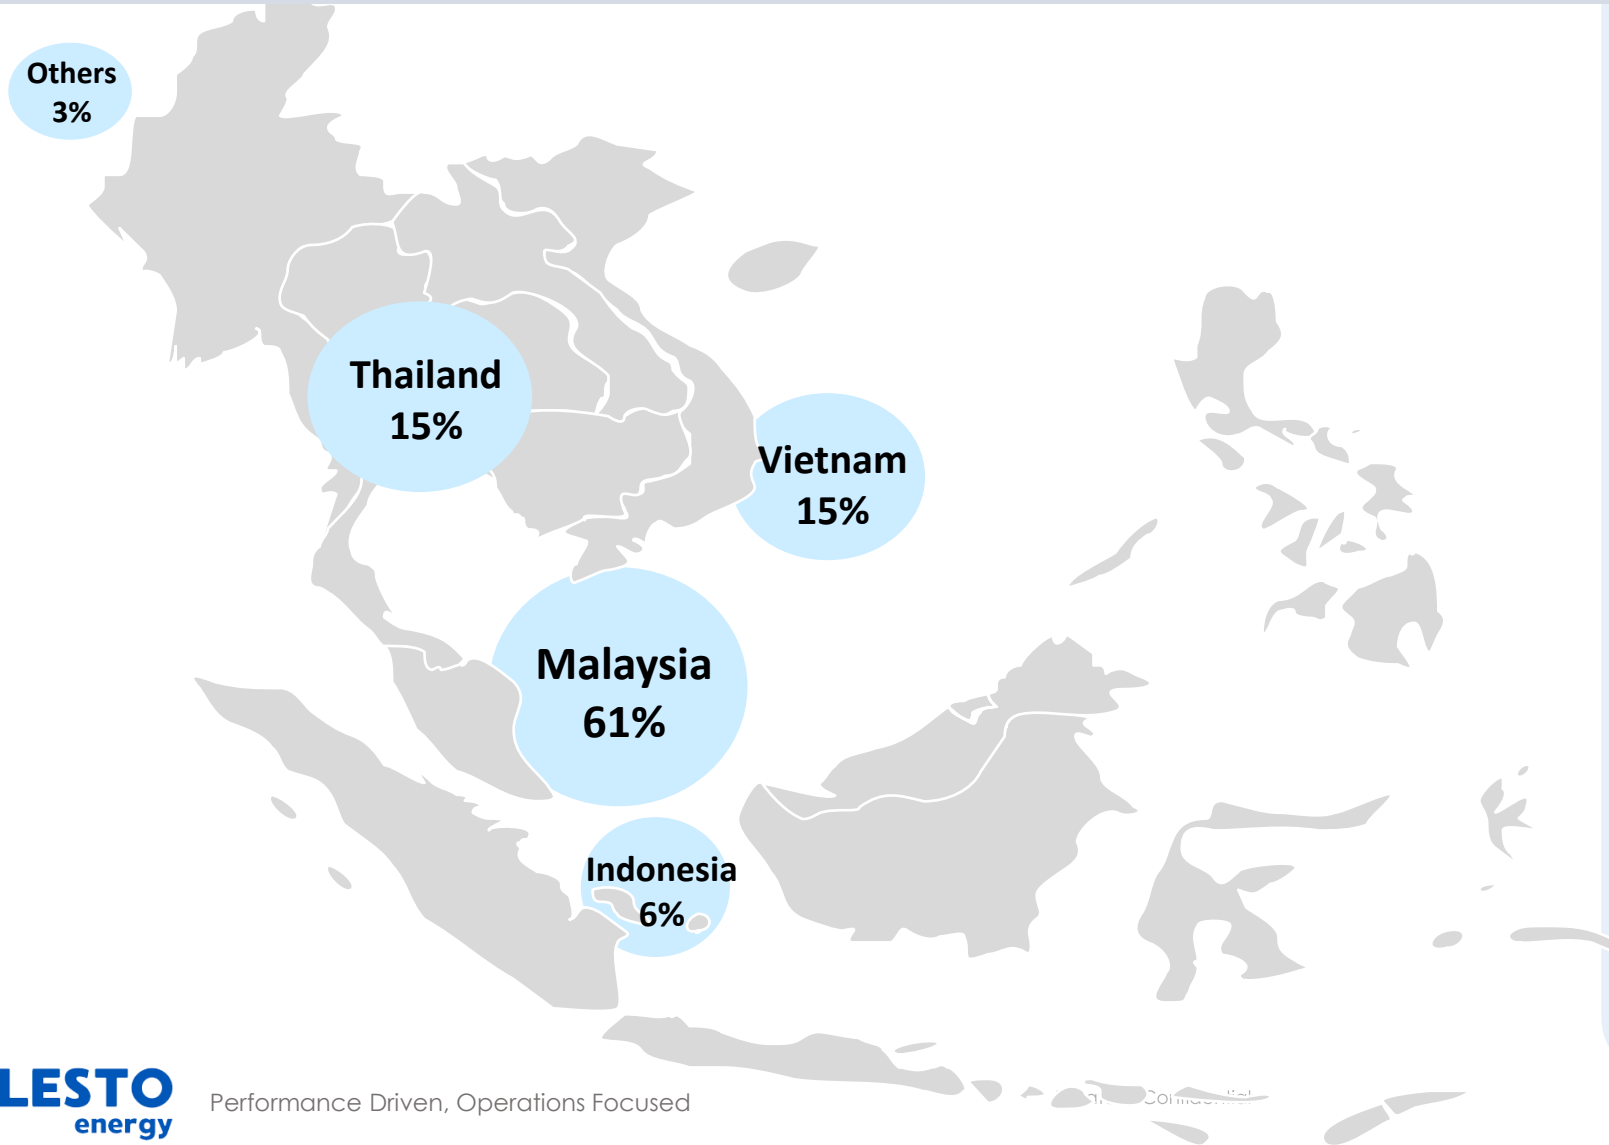 Others
3%
Thailand
15%
Vietnam
15%
Malaysia
61%
Indonesia
6%
LESTO
energy
Performance Driven, Operations Focused